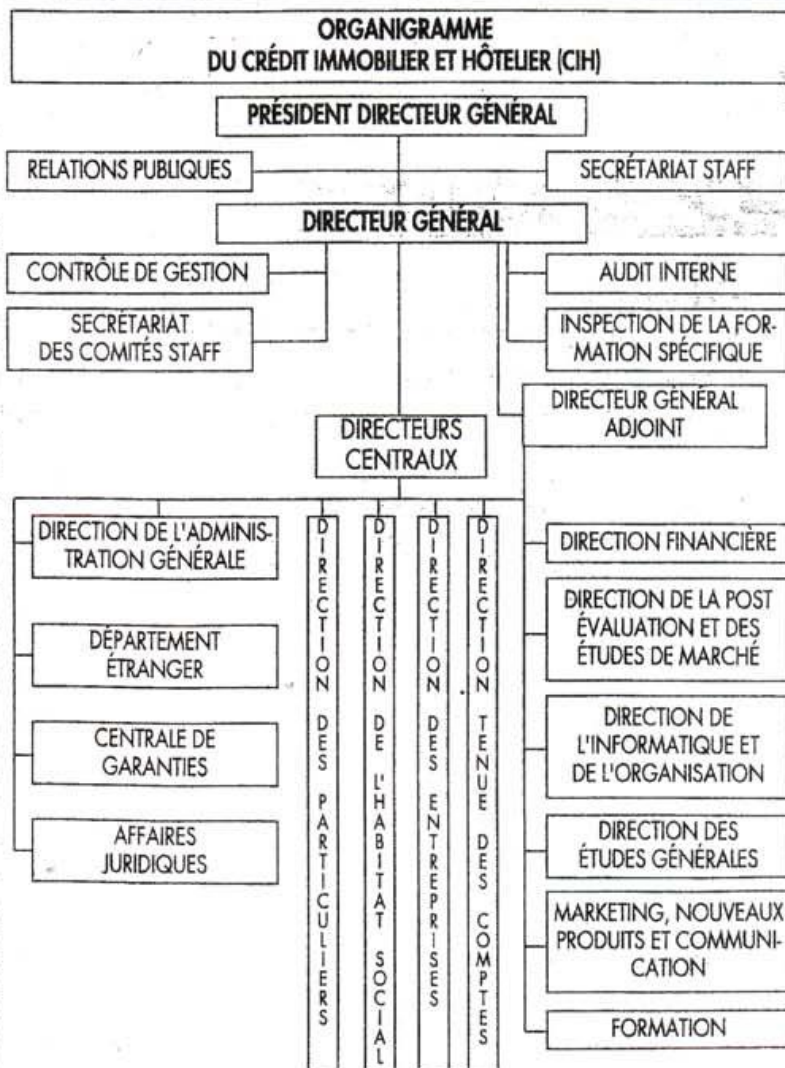 ORGANIGRAMME
DU CRÉDIT IMMOBILIER ET HÔTELIER (CIH)
PRÉSIDENT DIRECTEUR GÉNÉRAL
RELATIONS PUBLIQUES
SECRÉTARIAT STAFF
DIRECTEUR GÉNÉRAL
CONTRÔLE DE GESTION
AUDIT INTERNE
SECRÉTARIAT
DES COMITÉS STAFF
INSPECTION DE LA FOR-
MATION SPÉCIFIQUE
DIRECTEUR GÉNÉRAL
ADJOINT
DIRECTEURS
CENTRAUX
DIRECTION DE L'ADMINIS-
TRATION GÉNÉRALE
DÉPARTEMENT
ÉTRANGER
CENTRALE DE
GARANTIES
AFFAIRES
JURIDIQUES
DIRECTION DES PARTICULIERS
DIRECTION DE L'HABITAT SOCIAL
DIRECTION DES ENTREPRISES
DIRECTION TENUE DES COMPTES
DIRECTION FINANCIÈRE
DIRECTION DE LA POST
ÉVALUATION ET DES
ÉTUDES DE MARCHÉ
DIRECTION DE
L'INFORMATIQUE ET
DE L'ORGANISATION
DIRECTION DES
ÉTUDES GÉNÉRALES
MARKETING, NOUVEAUX
PRODUITS ET COMMUNI-
CATION
FORMATION